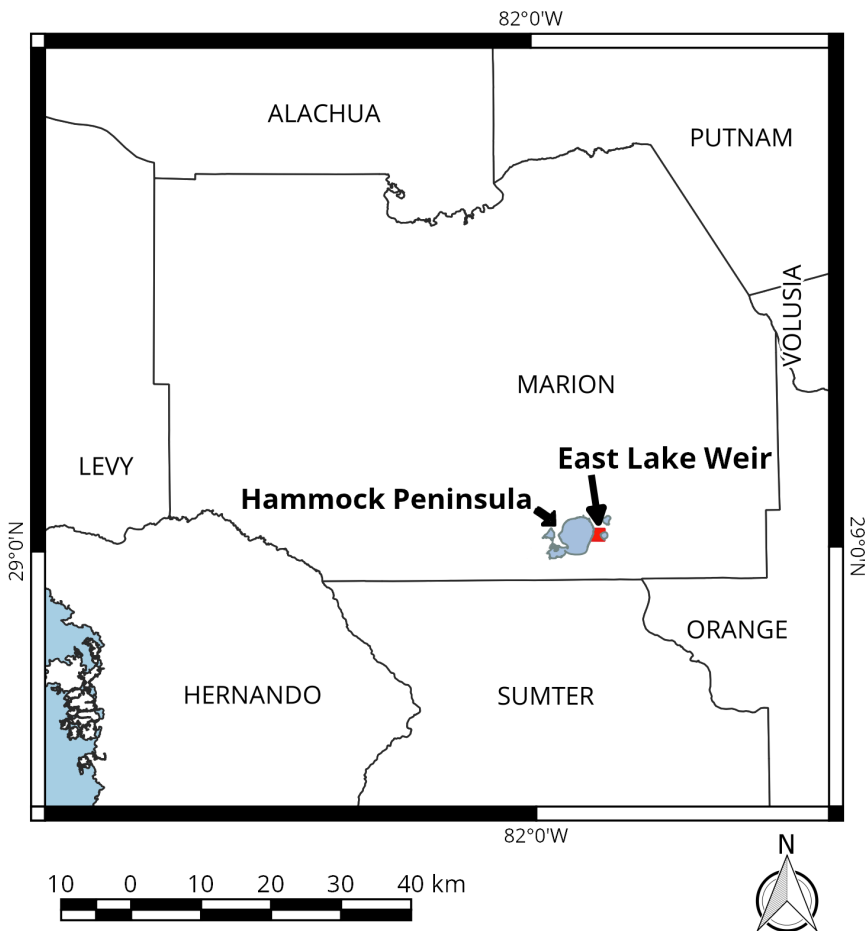 82°0'W
ALACHUA
PUTNAM
VOLUSIA
MARION
LEVY
East Lake Weir
Hammock Peninsula
29°0'N
29°0'N
ORANGE
HERNANDO
SUMTER
82°0'W
N
10 0 10 20 30 40 km